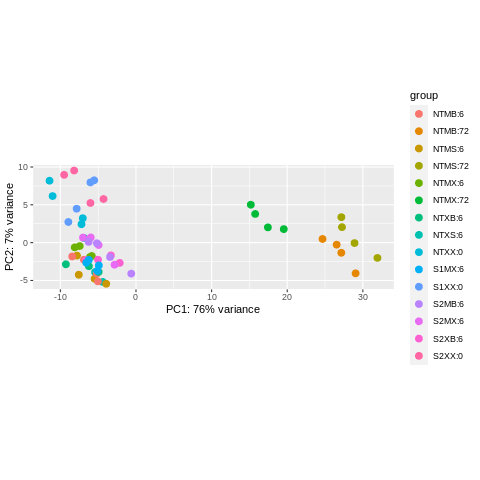 group
NTMB:6
NTMB:72
NTMS:6
NTMS:72
NTMX:6
NTMX:72
NTXB:6
NTXS:6
NTXX:0
S1MX:6
S1XX:0
S2MB:6
S2MX:6
S2XB:6
S2XX:0
PC2: 7% variance
10
5
0
-5
-10 0 10 20 30
PC1: 76% variance